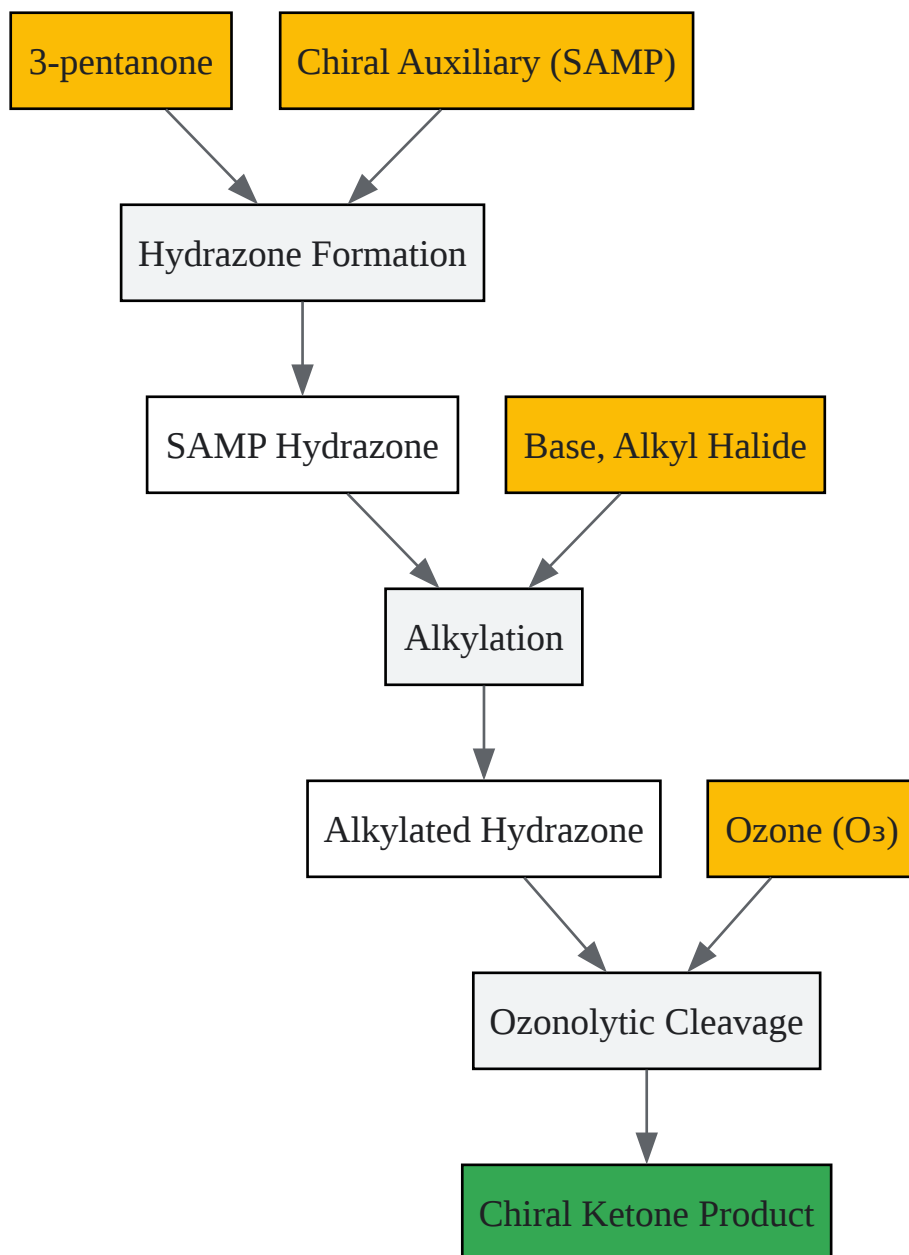 3-pentanone
Chiral Auxiliary (SAMP)
Hydrazone Formation
SAMP Hydrazone
Base, Alkyl Halide
Alkylation
Alkylated Hydrazone
Ozone (O₃)
Ozonolytic Cleavage
Chiral Ketone Product